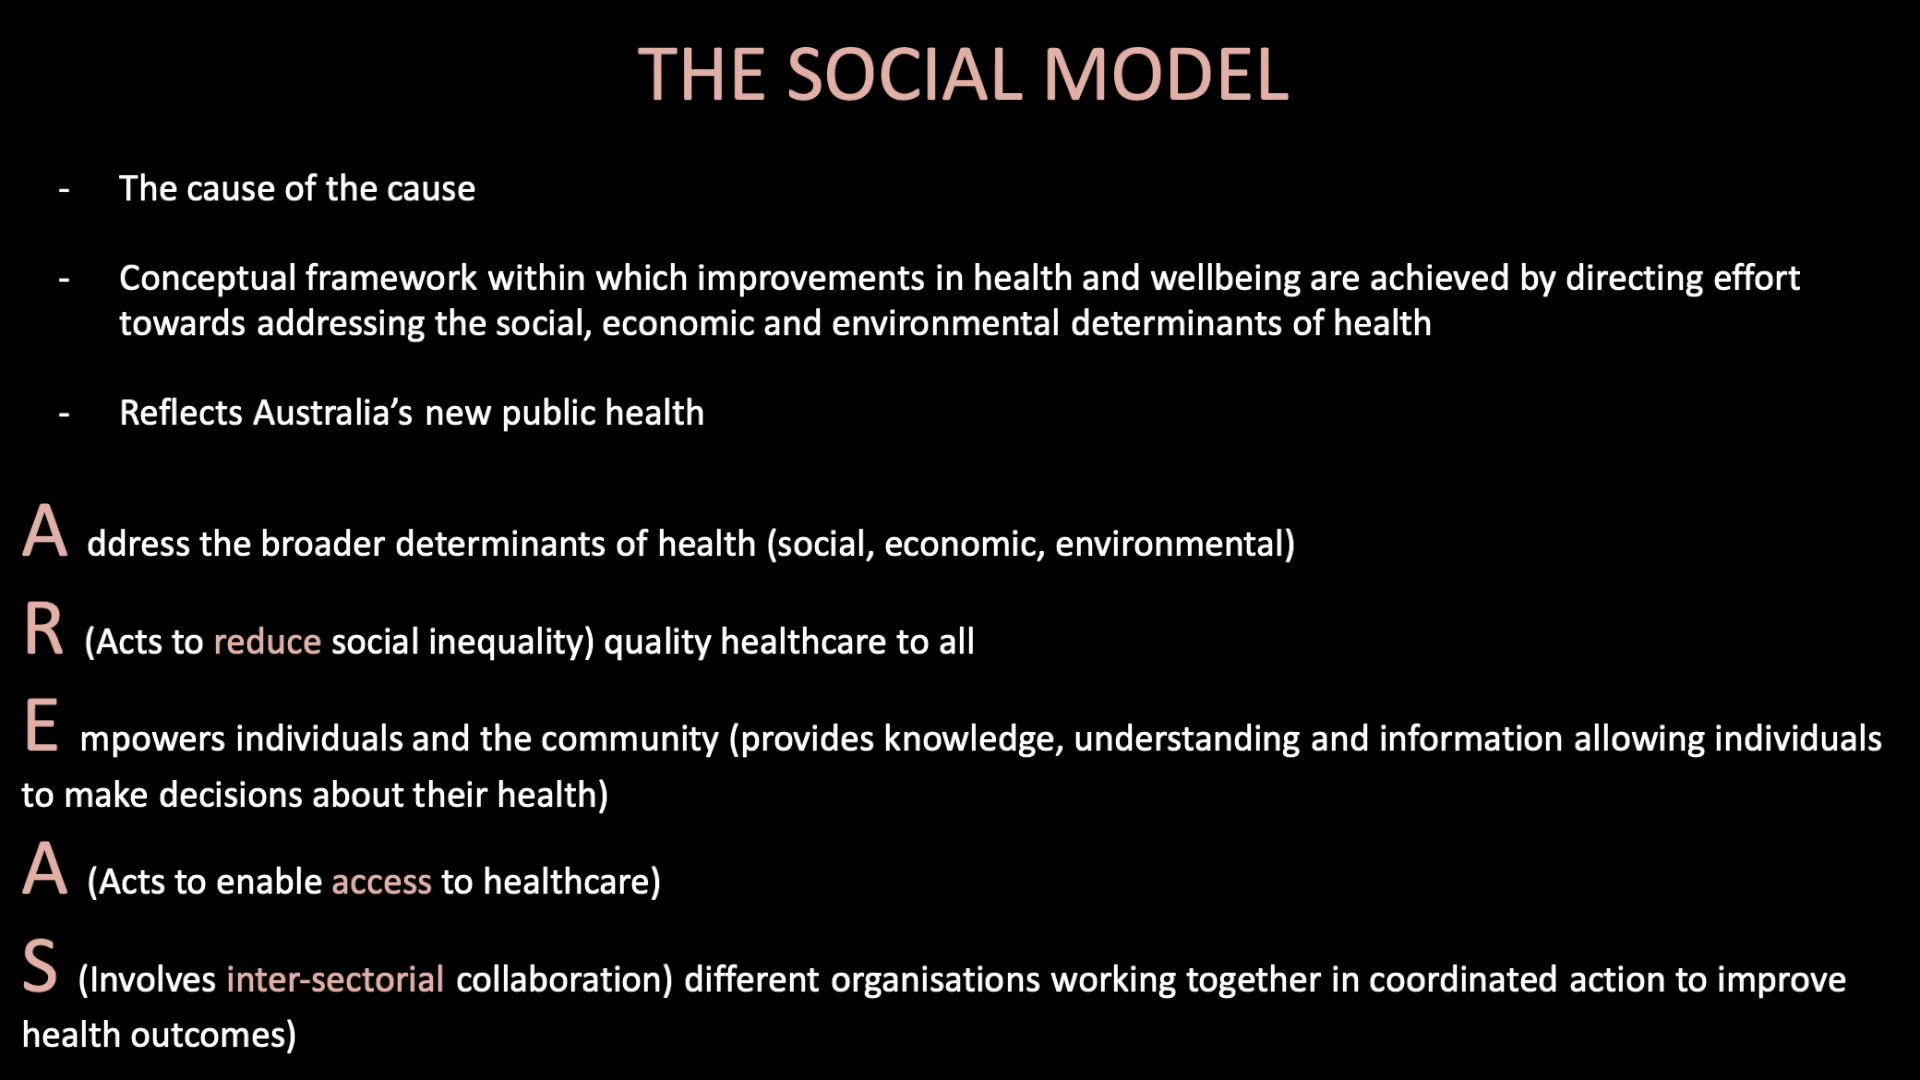 THE SOCIAL MODEL
- The cause of the cause
- Conceptual framework within which improvements in health and wellbeing are achieved by directing effort
towards addressing the social, economic and environmental determinants of health
- Reflects Australia’s new public health
A ddress the broader determinants of health (social, economic, environmental)
R (Acts to reduce social inequality) quality healthcare to all
E mpowers individuals and the community (provides knowledge, understanding and information allowing individuals
to make decisions about their health)
A (Acts to enable access to healthcare)
S (Involves inter-sectorial collaboration) different organisations working together in coordinated action to improve
health outcomes)